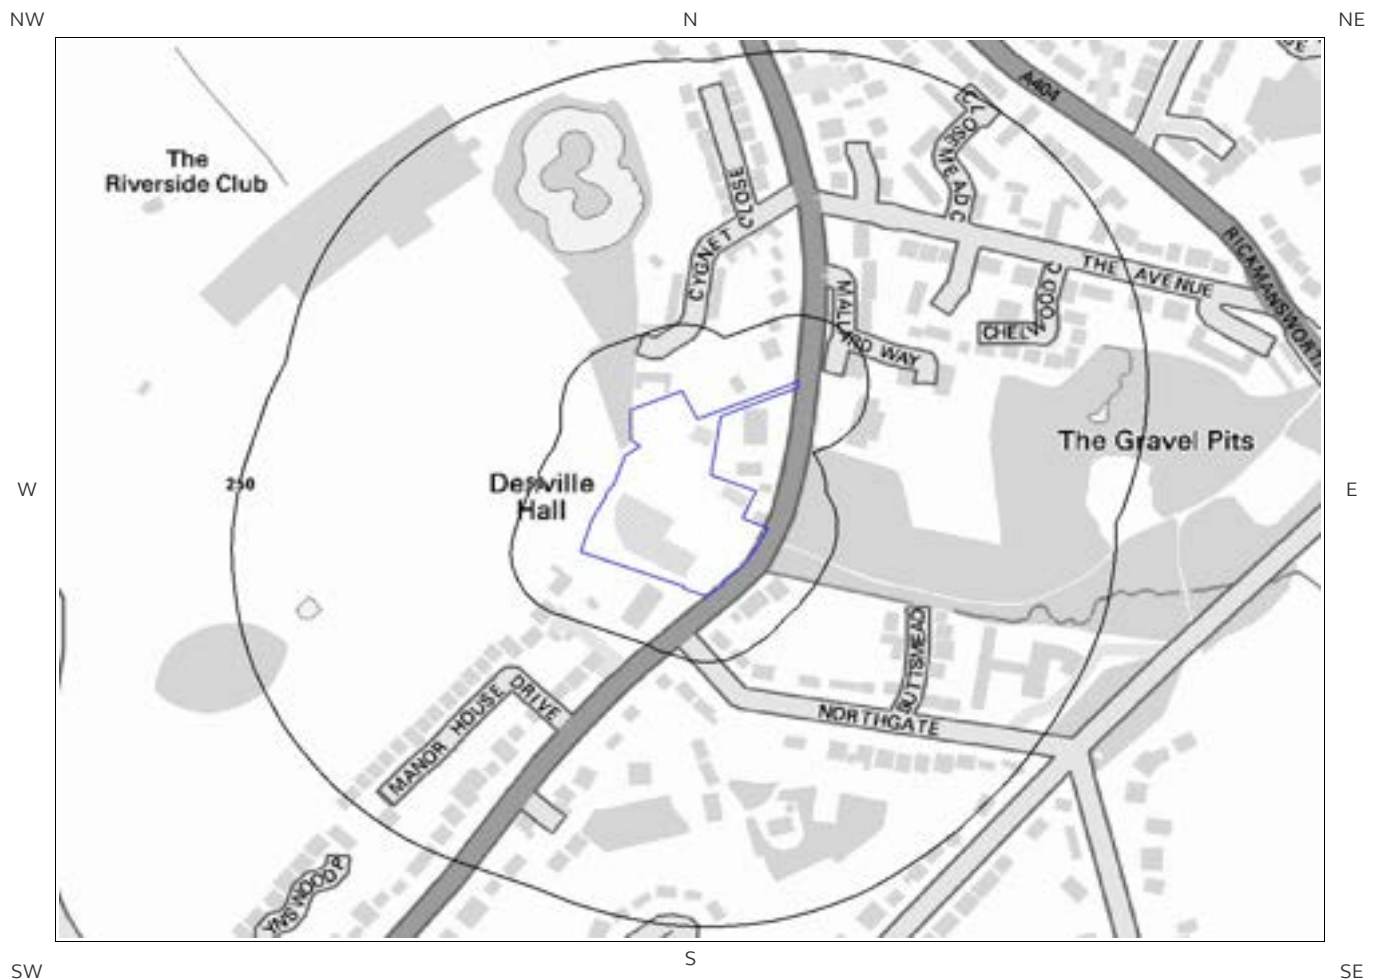 NW
N
NE
A404
The
Riverside Club
CLOSE
CYGNET
CLOSEMEAD
THE AVENUE
RICKMANSWORTH
MALLARD WAY
The Gravel Pits
W
250
Denville
Hall
E
BUTTSMEAD
MANOR HOUSE DRIVE
NORTHGATE
SW
S
SE